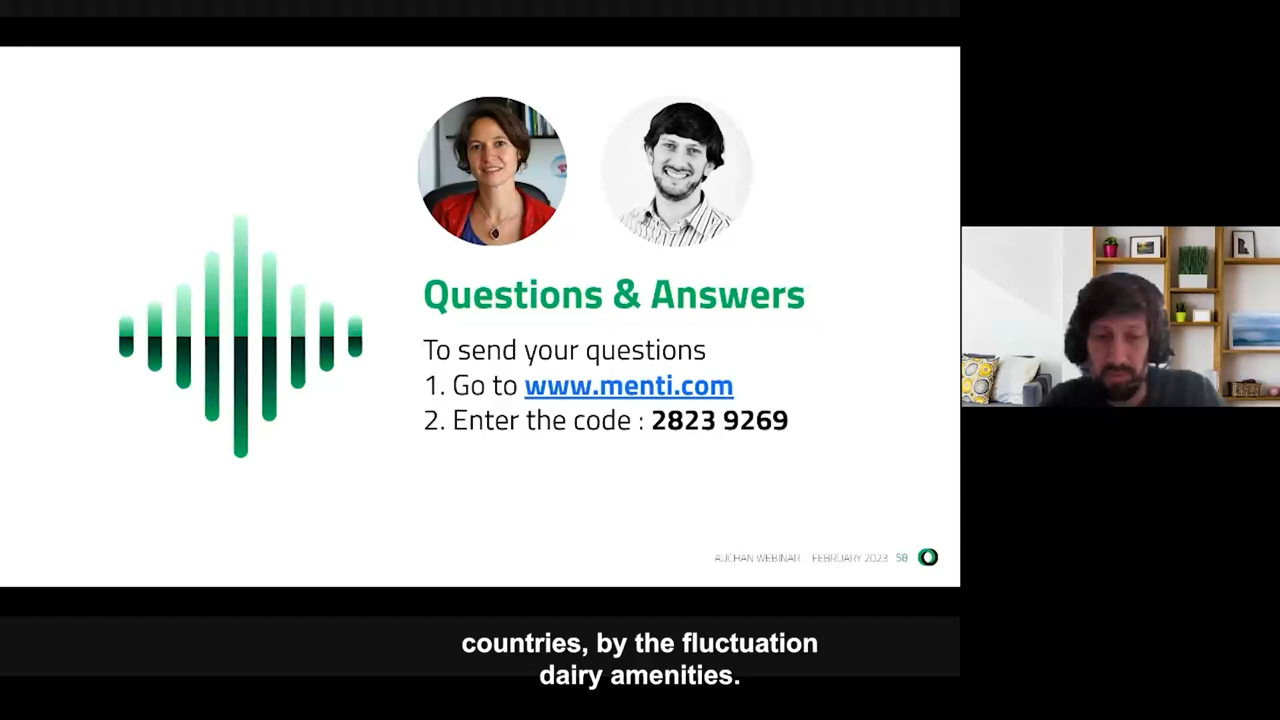 Questions & Answers
To send your questions
1. Go to www.menti.com
2. Enter the code : 2823 9269
AUCHAN WEBINAR - FEBRUARY 2023 58
countries, by the fluctuation
dairy amenities.